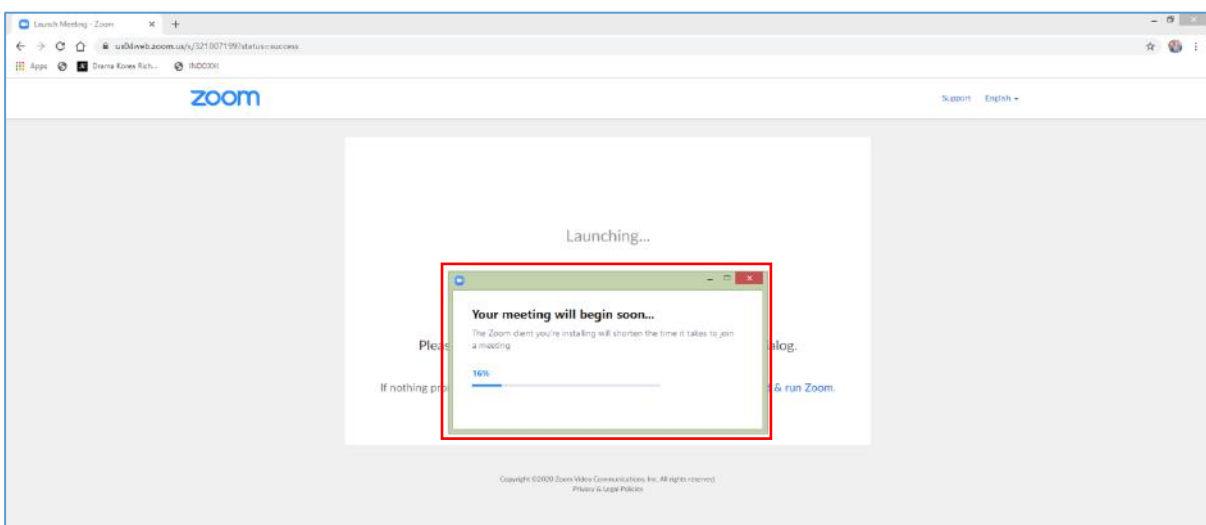 Launch Meeting - Zoom
Apps
Drama Korea Rich...
INDOXXI
zoom
Support English
Launching...
Your meeting will begin soon...
The Zoom client you're installing will shorten the time it takes to join
a meeting
Pleas
alog.
16%
If nothing pro
& run Zoom.
Copyright ©2020 Zoom Video Communications, Inc. All rights reserved.
Privacy & Legal Policies